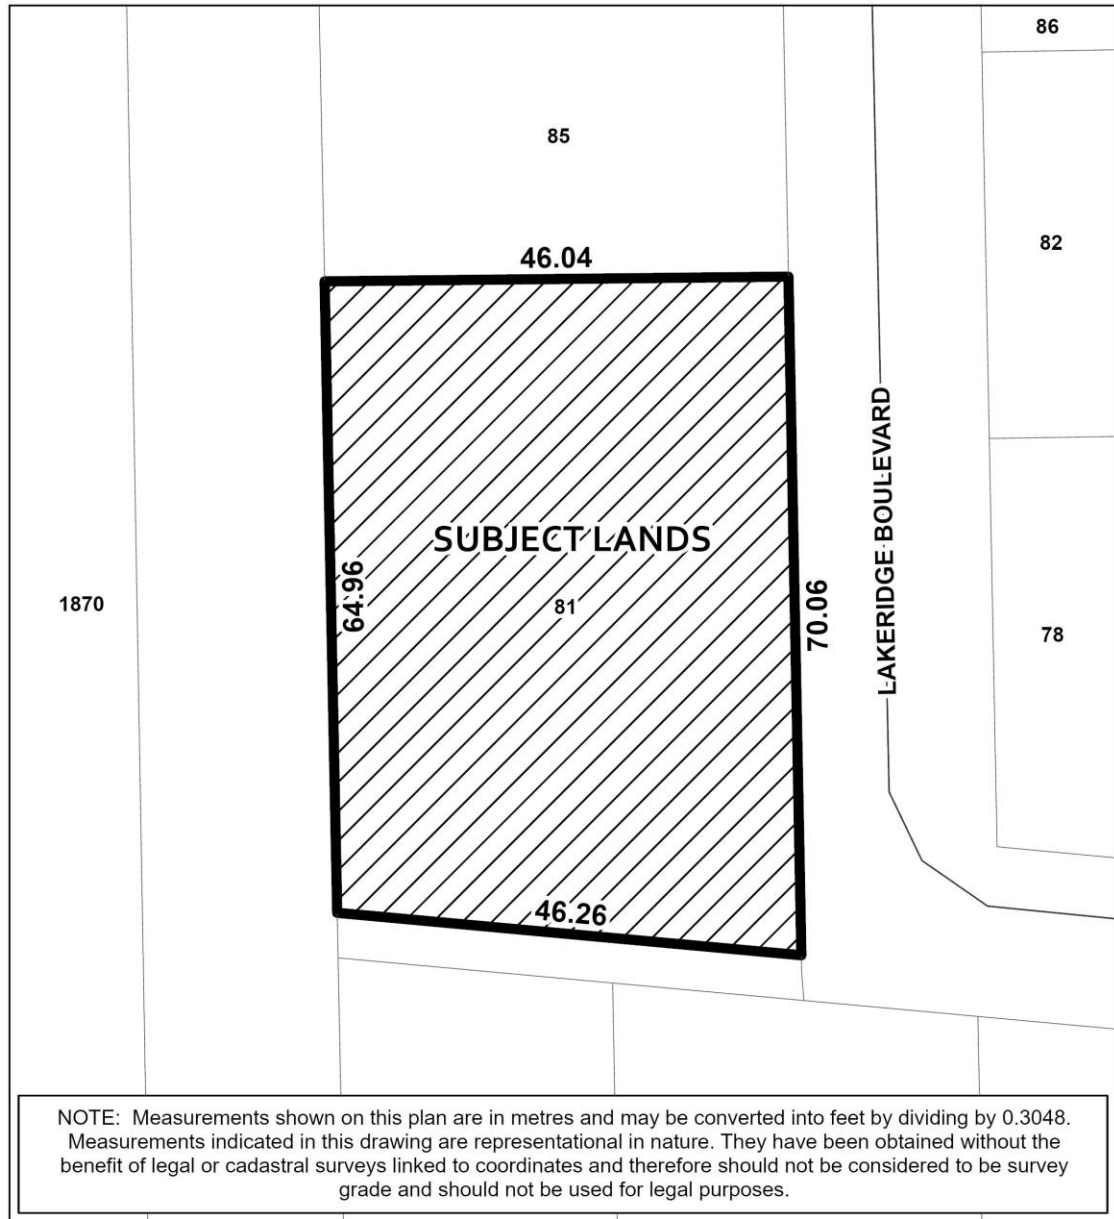 86
85
82
46.04
LAKERIDGE BOULEVARD
SUBJECT LANDS
64.96
81
70.06
1870
78
46.26
NOTE: Measurements shown on this plan are in metres and may be converted into feet by dividing by 0.3048.
Measurements indicated in this drawing are representational in nature. They have been obtained without the
benefit of legal or cadastral surveys linked to coordinates and therefore should not be considered to be survey
grade and should not be used for legal purposes.